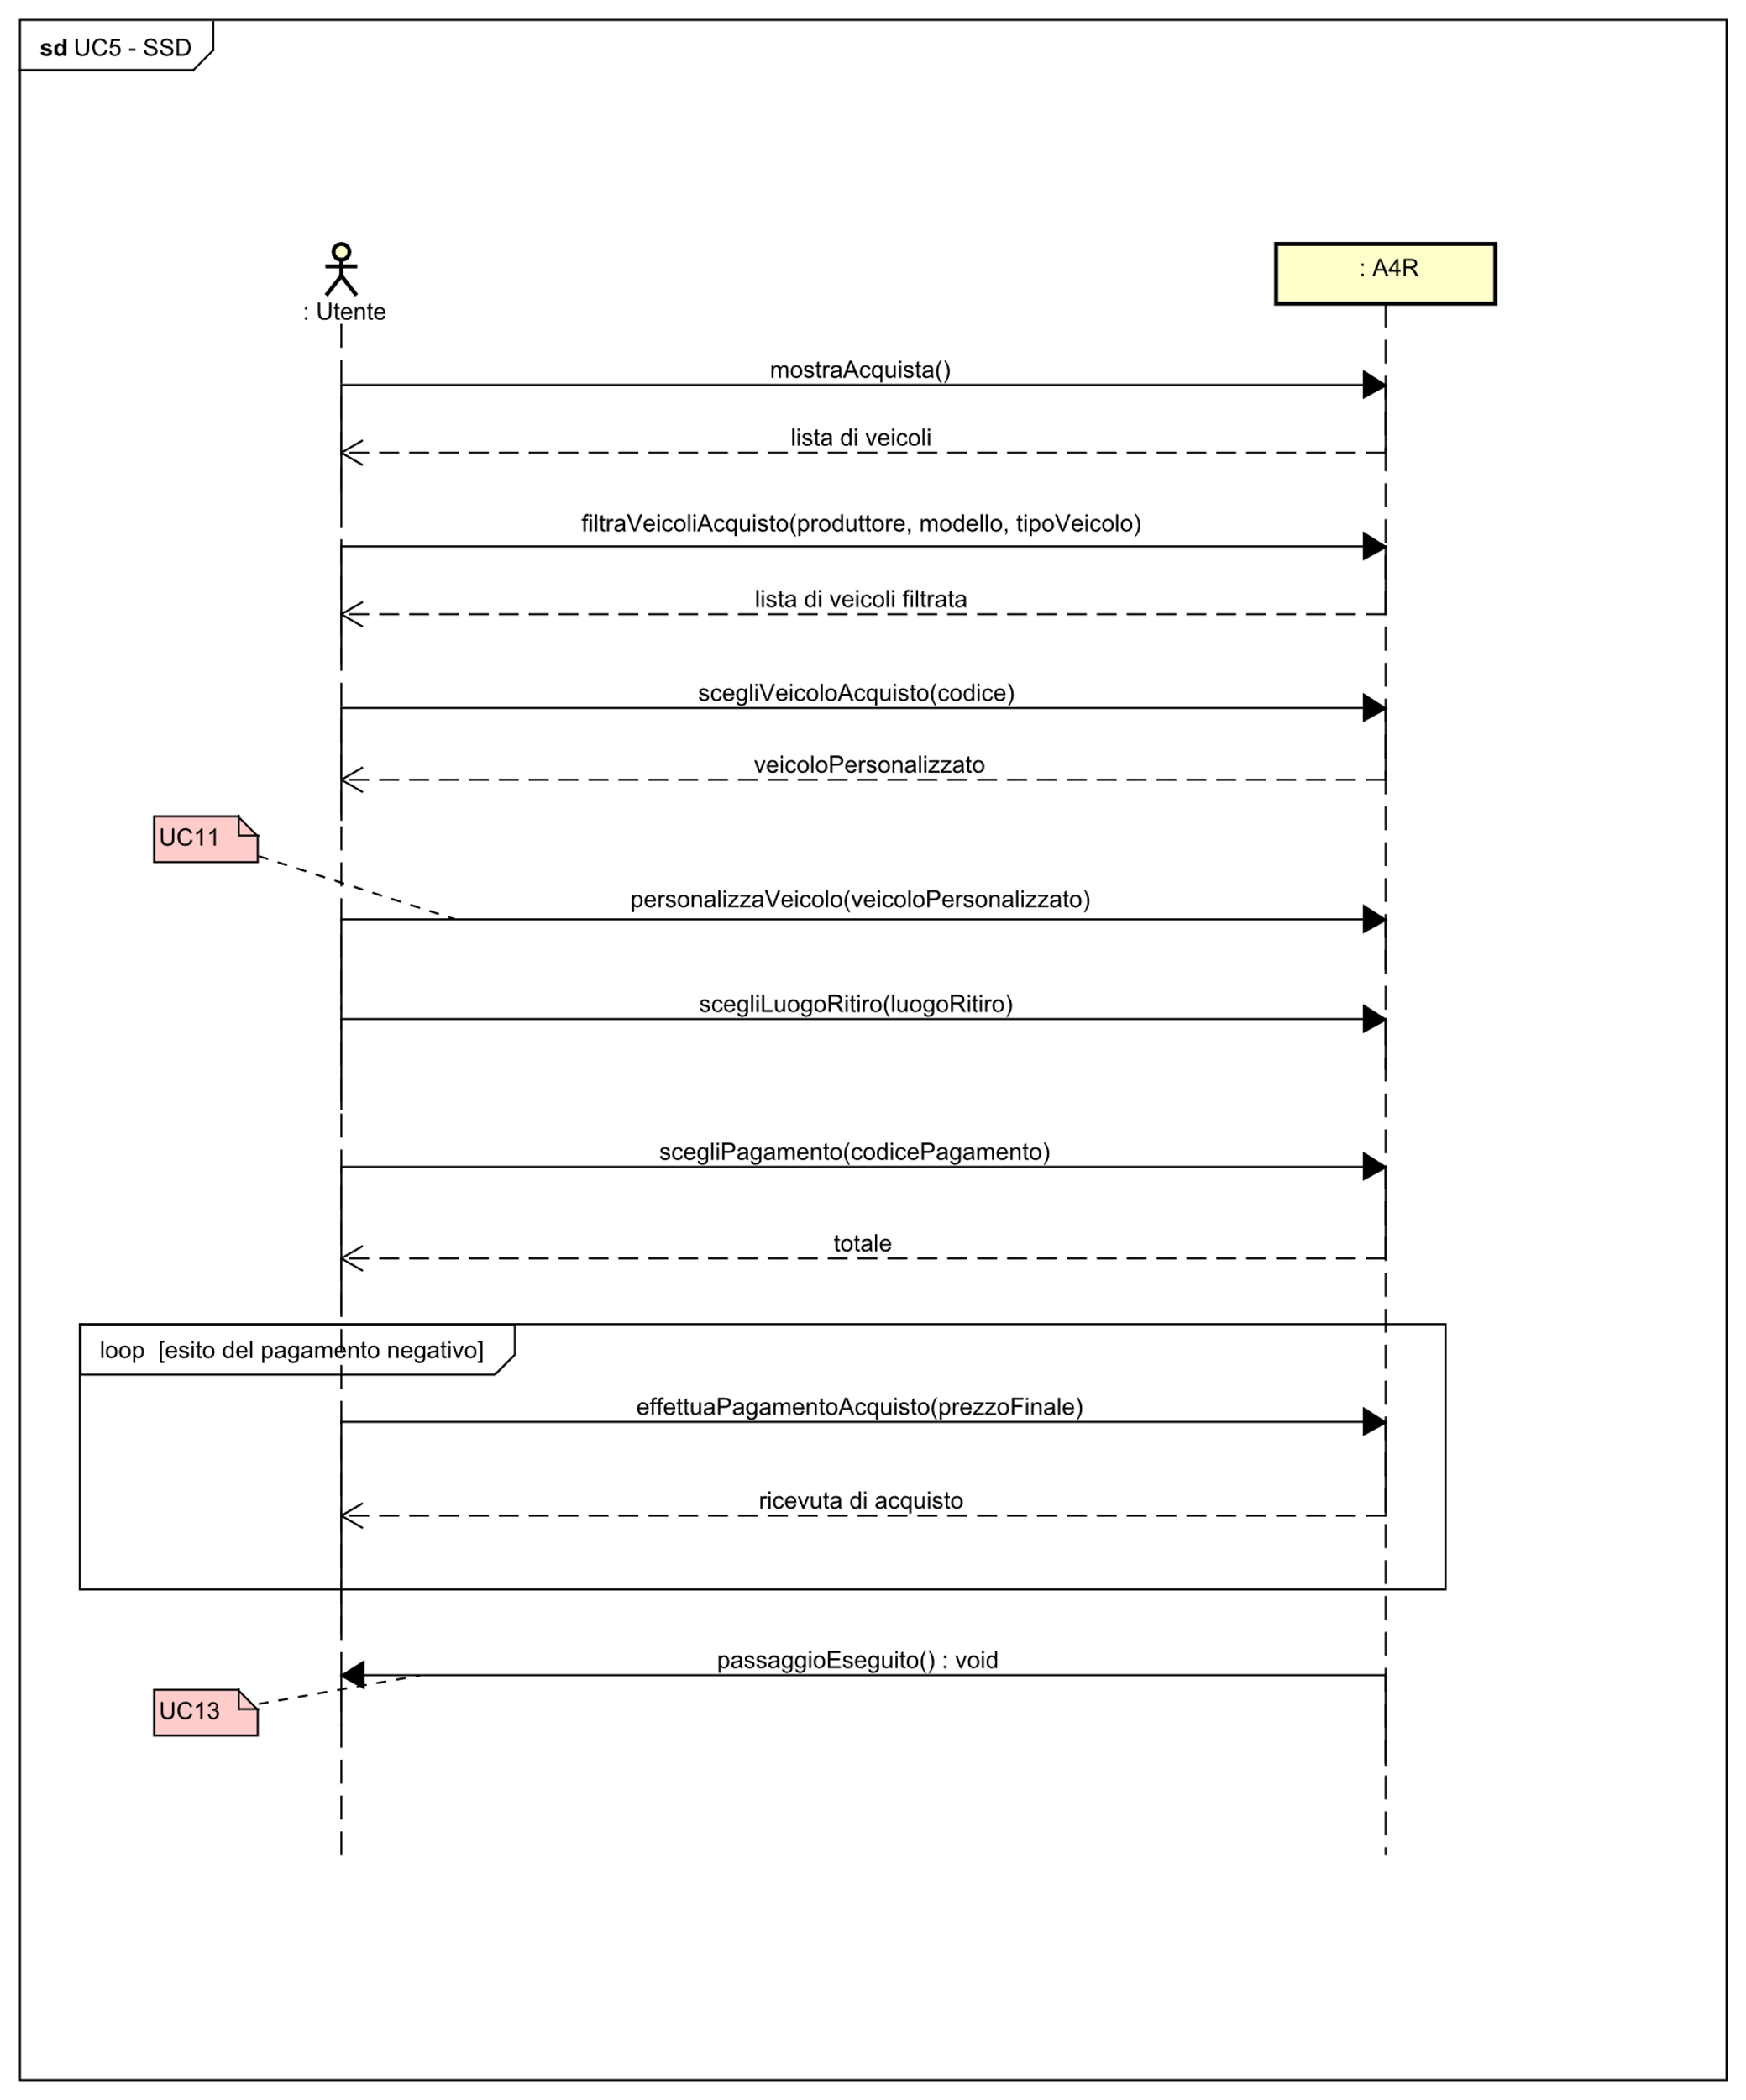 sd UC5 - SSD
: Utente
: A4R
mostraAcquista()
lista di veicoli
filtraVeicoliAcquisto(produttore, modello, tipoVeicolo)
lista di veicoli filtrata
scegliVeicoloAcquisto(codice)
veicoloPersonalizzato
UC11
personalizzaVeicolo(veicoloPersonalizzato)
scegliLuogoRitiro(luogoRitiro)
scegliPagamento(codicePagamento)
totale
loop [esito del pagamento negativo]
effettuaPagamentoAcquisto(prezzoFinale)
ricevuta di acquisto
passaggioEseguito() : void
UC13